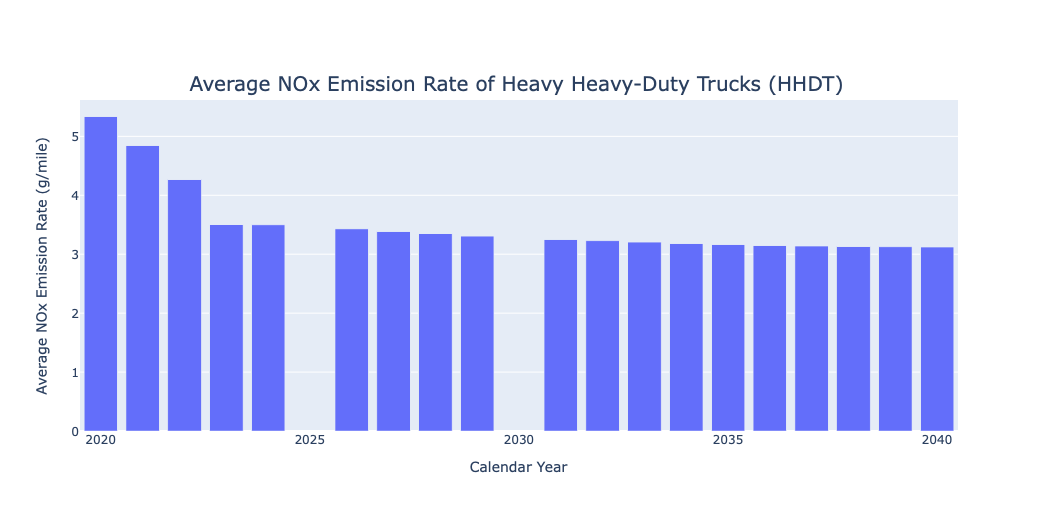 Average NOx Emission Rate of Heavy Heavy-Duty Trucks (HHDT)
Average NOx Emission Rate (g/mile)
5
4
3
2
1
0
2020 2025 2030 2035 2040
Calendar Year